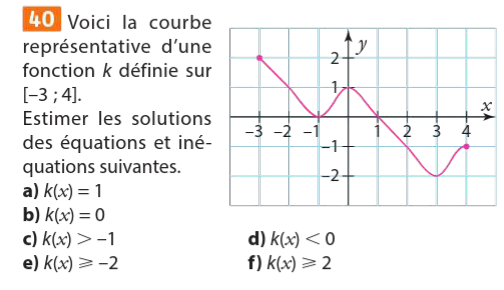 40 Voici la courbe
représentative d'une
fonction k définie sur
[–3 ; 4].
Estimer les solutions
des équations et iné-
quations suivantes.
a) k(x) = 1
b) k(x) = 0
c) k(x) > –1
d) k(x) < 0
e) k(x) ⩾ –2
f) k(x) ⩾ 2
y
2
1
x
–3 –2 –1 1 2 3 4
–1
–2